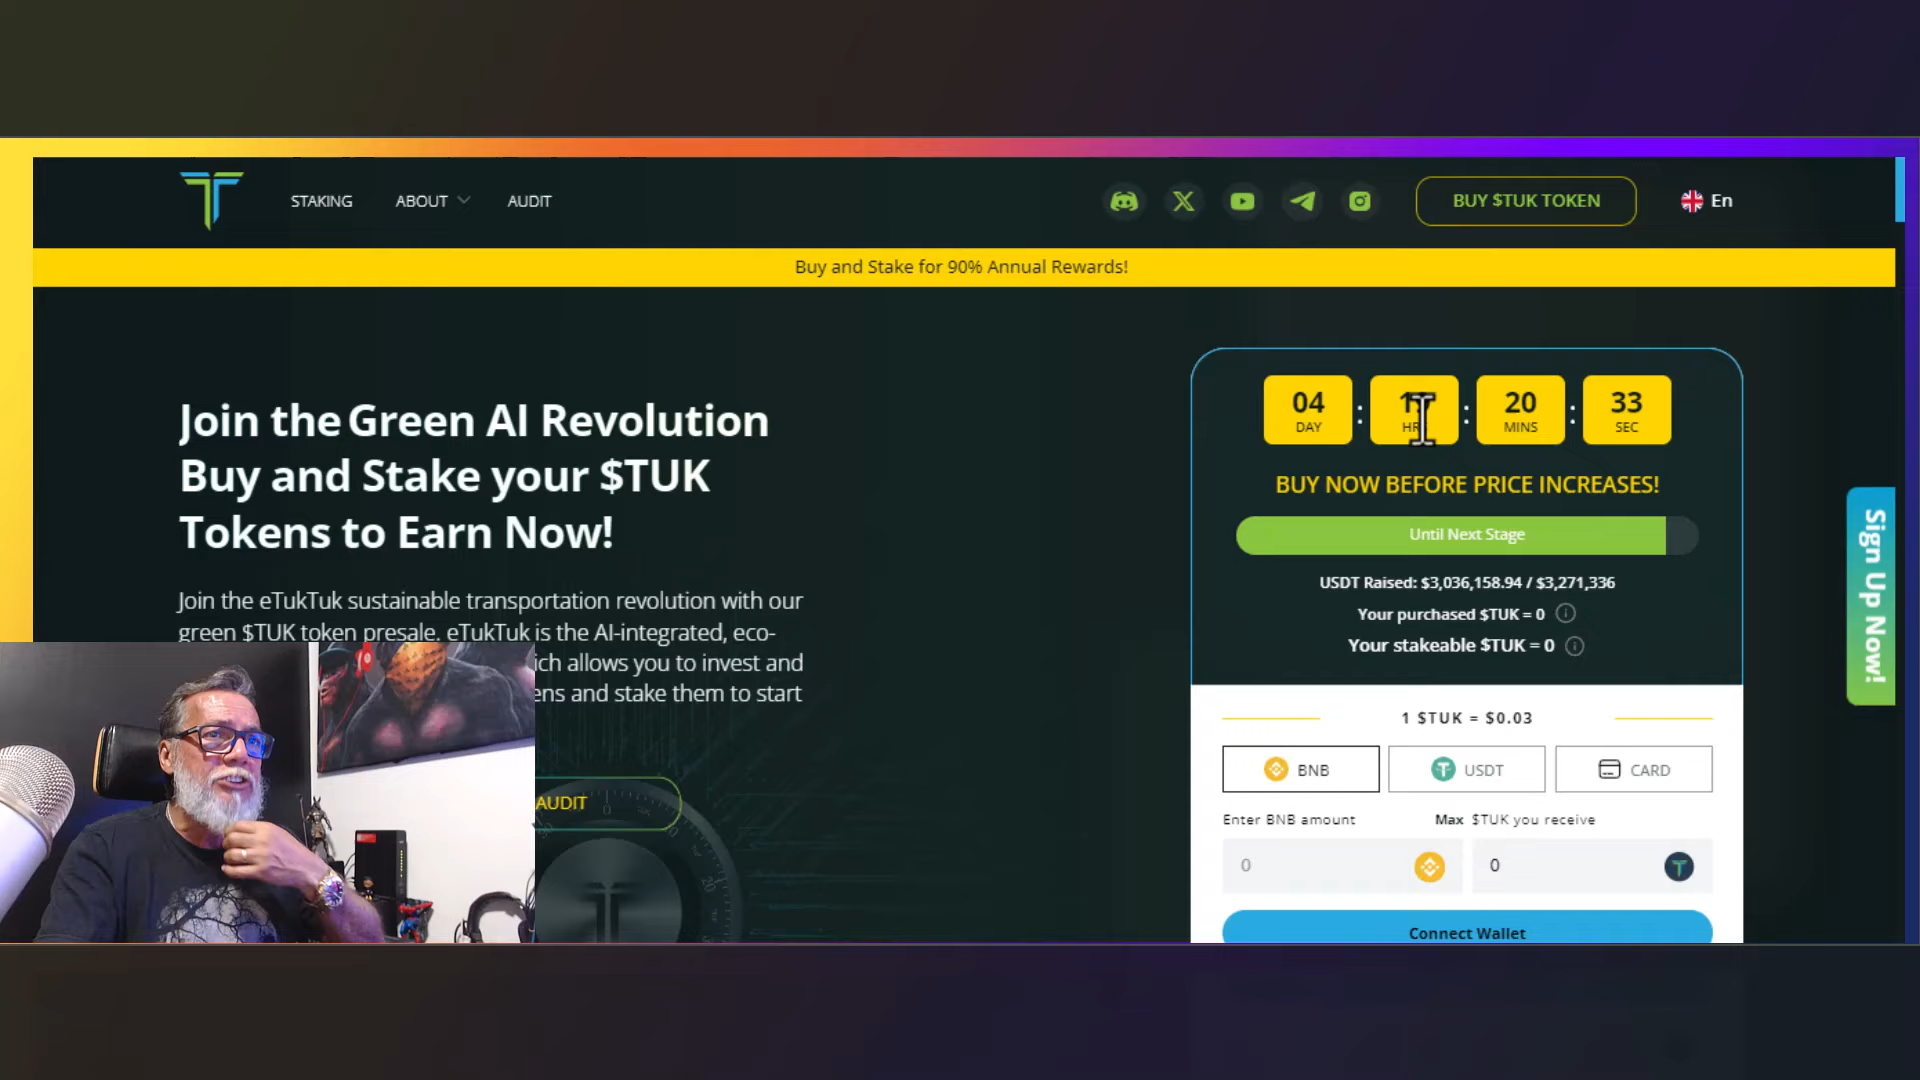 STAKING
ABOUT
AUDIT
BUY $TUK TOKEN
En
Buy and Stake for 90% Annual Rewards!
Join the Green AI Revolution
Buy and Stake your $TUK
Tokens to Earn Now!
Join the eTukTuk sustainable transportation revolution with our
green $TUK token presale. eTukTuk is the AI-integrated, eco-
ich allows you to invest and
ens and stake them to start
AUDIT
04 : : 20 : 33
DAY MINS SEC
BUY NOW BEFORE PRICE INCREASES!
Until Next Stage
USDT Raised: $3,036,158.94 / $3,271,336
Your purchased $TUK = 0
Your stakeable $TUK = 0
1 $TUK = $0.03
BNB
USDT
CARD
Enter BNB amount
Max
$TUK you receive
0
0
Connect Wallet
Sign Up Now!